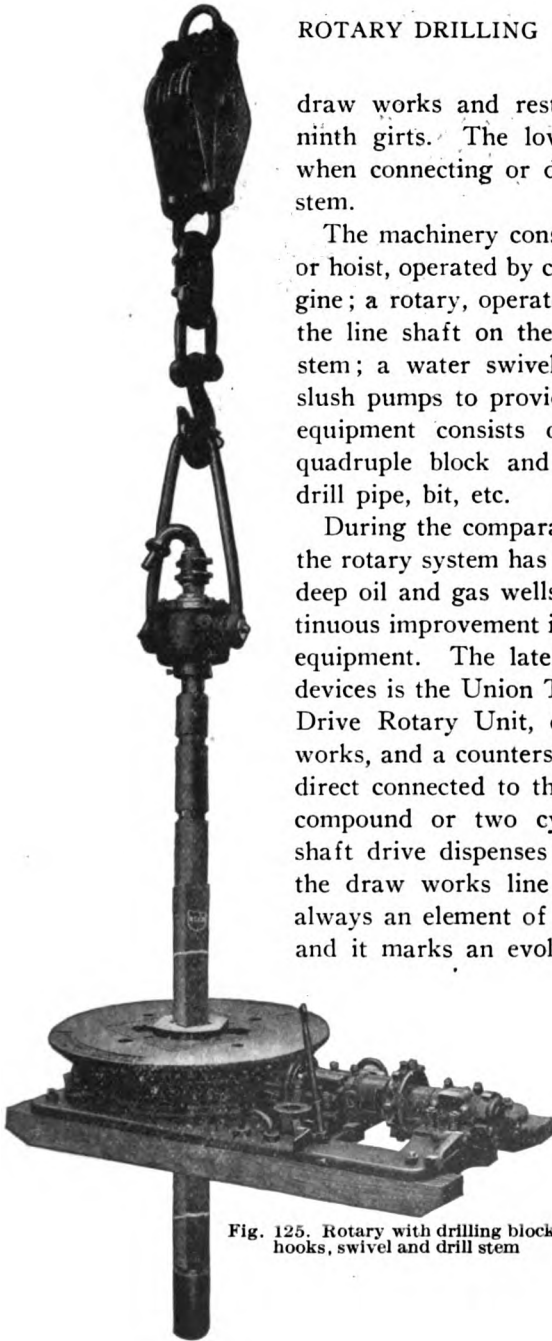 ROTARY DRILLING
draw works and rest
ninth girts. The lov
when connecting or d
stem.
The machinery cons
or hoist, operated by c
gine; a rotary, operat
the line shaft on the
stem; a water swivel
slush pumps to provi
equipment consists o
quadruple block and
drill pipe, bit, etc.
During the compara
the rotary system has
deep oil and gas wells
tinuous improvement i
equipment. The late
devices is the Union T
Drive Rotary Unit, c
works, and a counters
direct connected to th
compound or two cy
shaft drive dispenses
the draw works line
always an element of
and it marks an evol
Fig. 125. Rotary with drilling block
hooks, swivel and drill stem